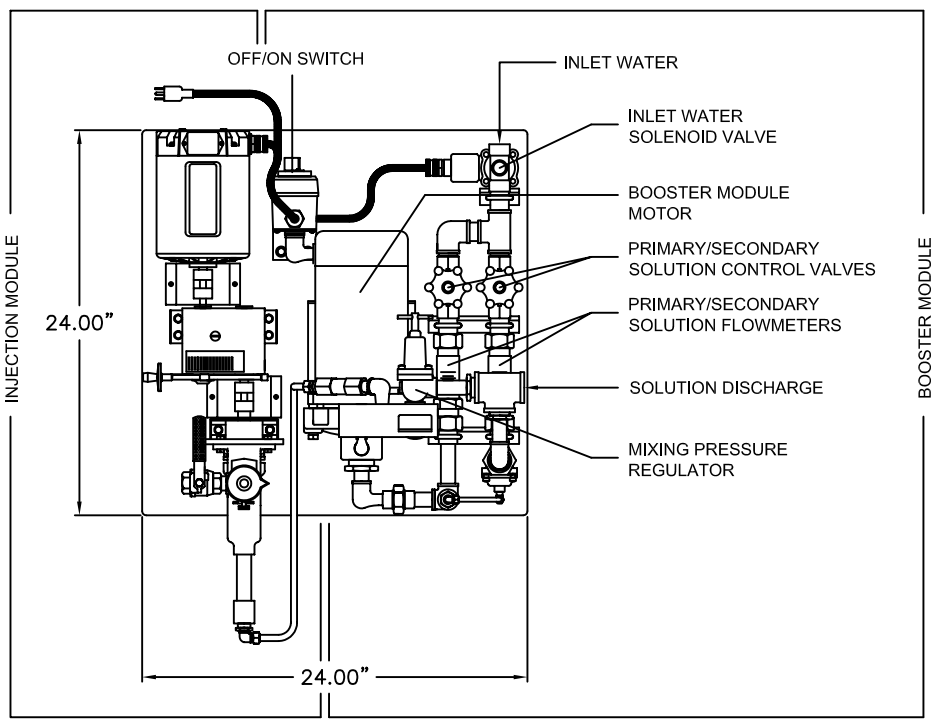 OFF/ON SWITCH
INLET WATER
INLET WATER
SOLENOID VALVE
BOOSTER MODULE
MOTOR
PRIMARY/SECONDARY
SOLUTION CONTROL VALVES
PRIMARY/SECONDARY
SOLUTION FLOWMETERS
SOLUTION DISCHARGE
MIXING PRESSURE
REGULATOR
INJECTION MODULE
24.00”
BOOSTER MODULE
24.00”